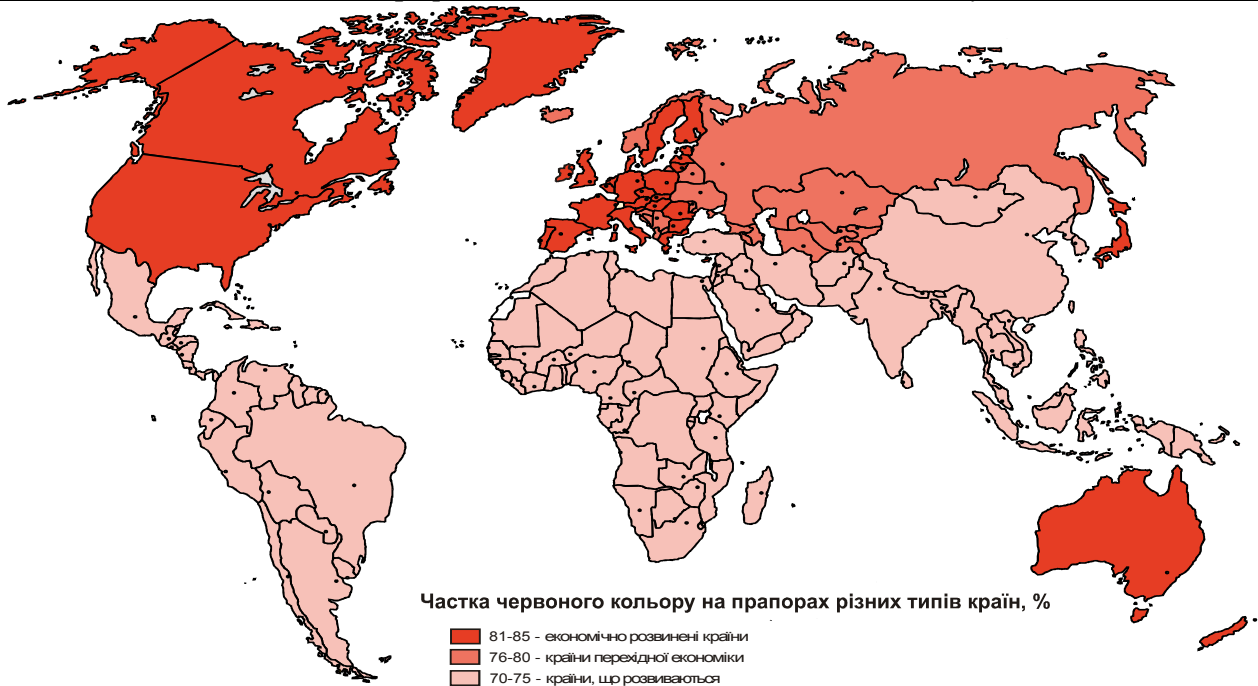 Частка червоного кольору на прапорах різних типів країн, %
81-85 - економічно розвинені країни
76-80 - країни перехідної економіки
70-75 - країни, що розвиваються